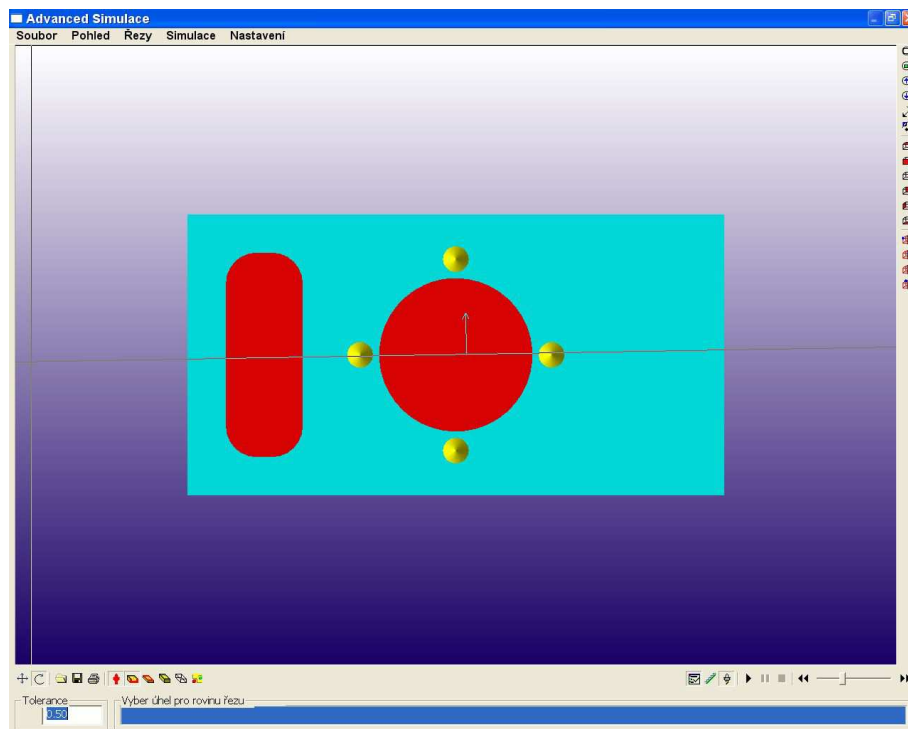 Advanced Simulace
Soubor Pohled Řezy Simulace Nastavení
Tolerance
0.50
Vyber úhel pro rovinu řezu